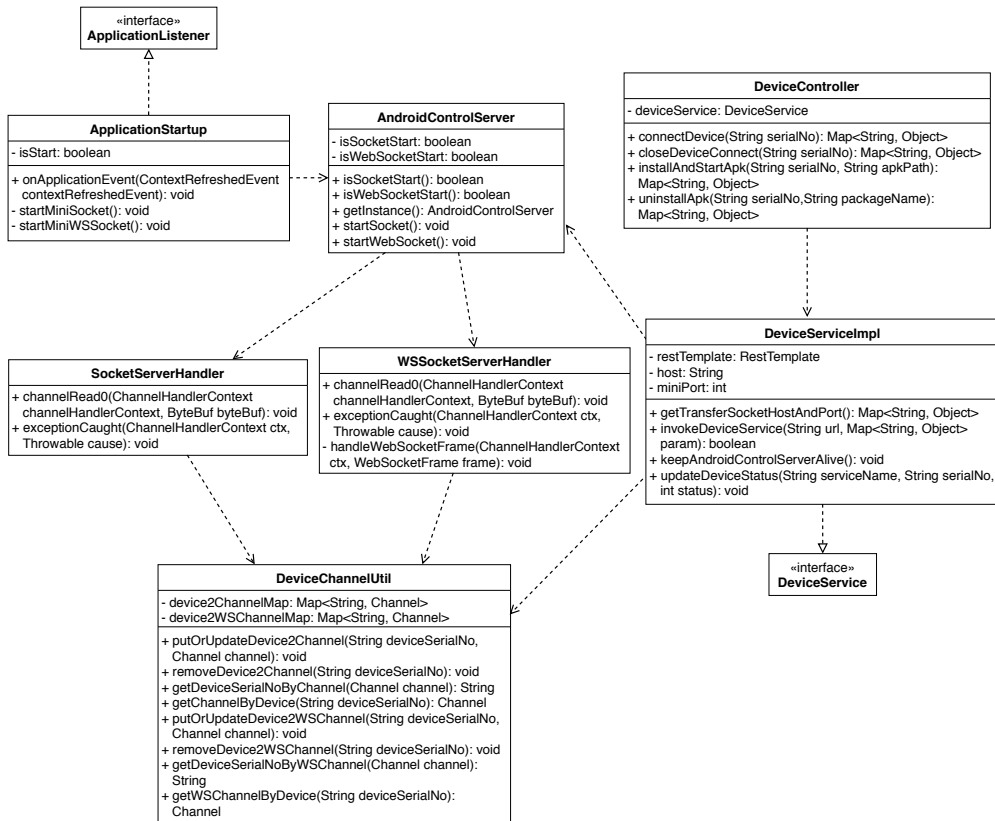 «interface»
ApplicationListener
ApplicationStartup
- isStart: boolean
+ onApplicationEvent(ContextRefreshedEvent
contextRefreshedEvent): void
- startMiniSocket(): void
- startMiniWSSocket(): void
AndroidControlServer
- isSocketStart: boolean
- isWebSocketStart: boolean
+ isSocketStart(): boolean
+ isWebSocketStart(): boolean
+ getInstance(): AndroidControlServer
+ startSocket(): void
+ startWebSocket(): void
DeviceController
- deviceService: DeviceService
+ connectDevice(String serialNo): Map<String, Object>
+ closeDeviceConnect(String serialNo): Map<String, Object>
+ installAndStartApk(String serialNo, String apkPath):
Map<String, Object>
+ uninstallApk(String serialNo,String packageName):
Map<String, Object>
SocketServerHandler
+ channelRead0(ChannelHandlerContext
channelHandlerContext, ByteBuf byteBuf): void
+ exceptionCaught(ChannelHandlerContext ctx,
Throwable cause): void
WSSocketServerHandler
+ channelRead0(ChannelHandlerContext
channelHandlerContext, ByteBuf byteBuf): void
+ exceptionCaught(ChannelHandlerContext ctx,
Throwable cause): void
- handleWebSocketFrame(ChannelHandlerContext
ctx, WebSocketFrame frame): void
DeviceServiceImpl
- restTemplate: RestTemplate
- host: String
- miniPort: int
+ getTransferSocketHostAndPort(): Map<String, Object>
+ invokeDeviceService(String url, Map<String, Object>
param): boolean
+ keepAndroidControlServerAlive(): void
+ updateDeviceStatus(String serviceName, String serialNo,
int status): void
«interface»
DeviceService
DeviceChannelUtil
- device2ChannelMap: Map<String, Channel>
- device2WSChannelMap: Map<String, Channel>
+ putOrUpdateDevice2Channel(String deviceSerialNo,
Channel channel): void
+ removeDevice2Channel(String deviceSerialNo): void
+ getDeviceSerialNoByChannel(Channel channel): String
+ getChannelByDevice(String deviceSerialNo): Channel
+ putOrUpdateDevice2WSChannel(String deviceSerialNo,
Channel channel): void
+ removeDevice2WSChannel(String deviceSerialNo): void
+ getDeviceSerialNoByWSChannel(Channel channel):
String
+ getWSChannelByDevice(String deviceSerialNo):
Channel